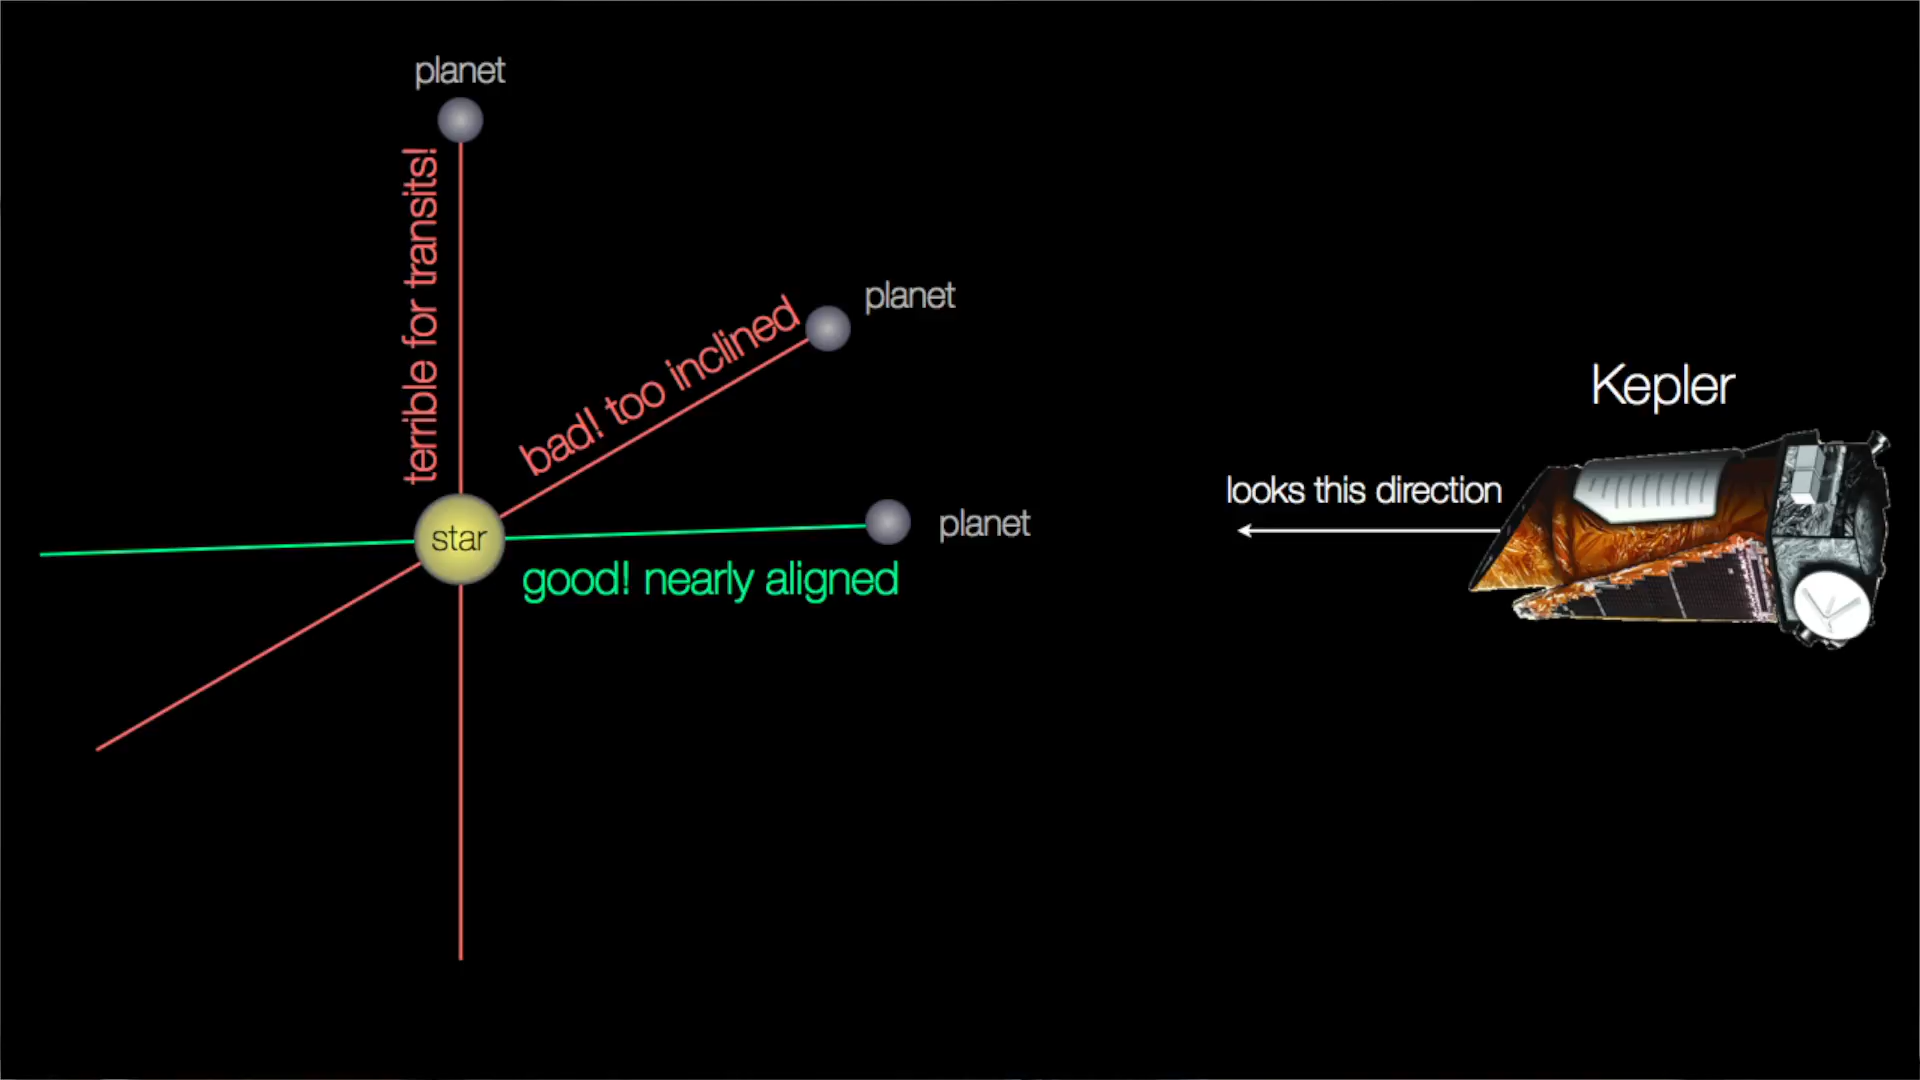 planet
terrible for transits!
planet
bad! too inclined
Kepler
looks this direction
planet
star
good! nearly aligned